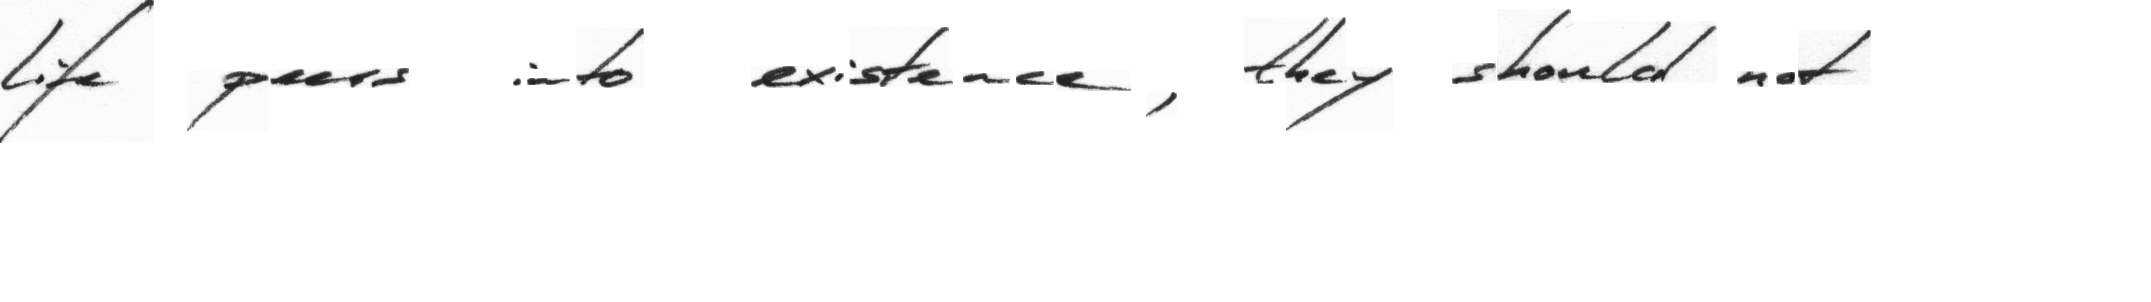 life peers into existence, they should not